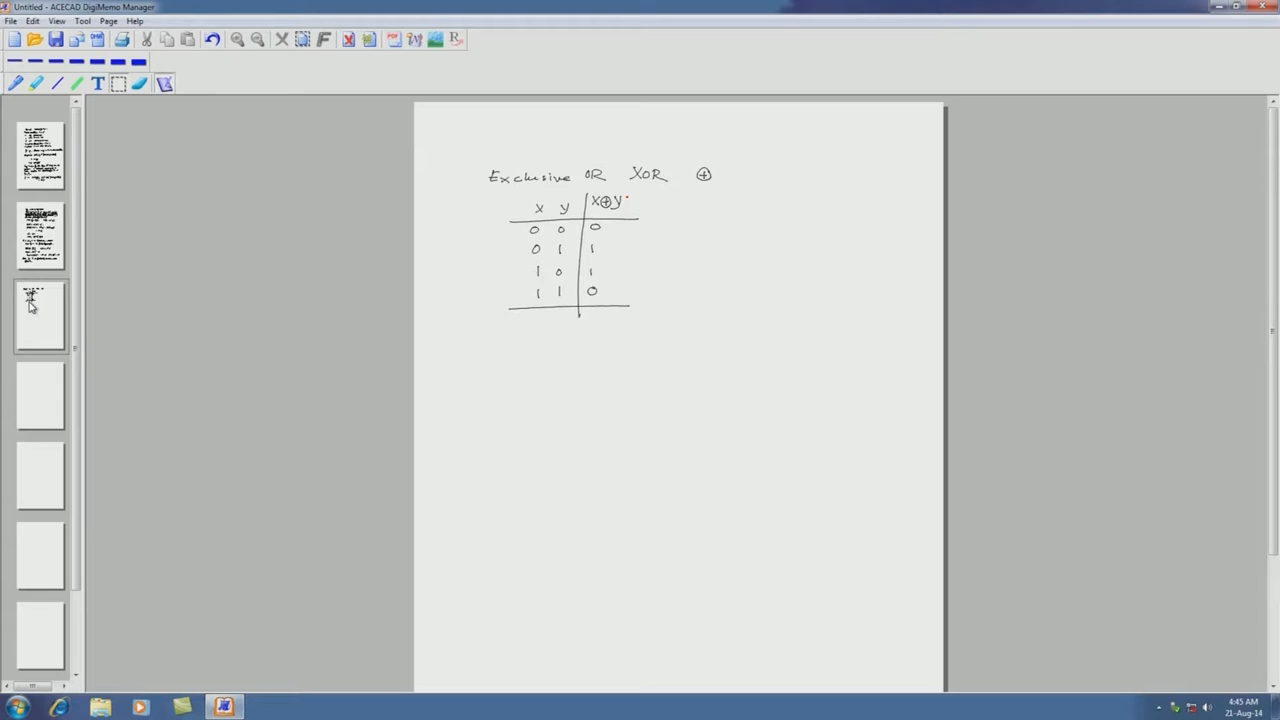 Untitled - ACECAD DigiMemo Manager
File Edit View Tool Page Help
Exclusive OR XOR ⊕
x y x⊕y
0 0 0
0 1 1
1 0 1
1 1 0
4:45 AM
21-Aug-14